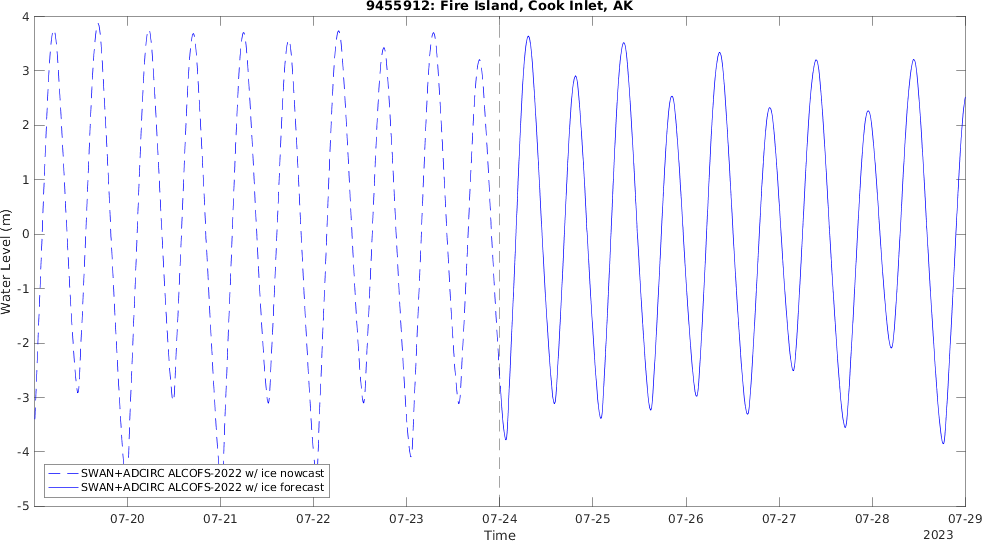 9455912: Fire Island, Cook Inlet, AK
4
3
2
1
0
-1
-2
-3
-4
-5
Water Level (m)
SWAN+ADCIRC ALCOFS-2022 w/ ice nowcast
SWAN+ADCIRC ALCOFS-2022 w/ ice forecast
07-20 07-21 07-22 07-23 07-24 07-25 07-26 07-27 07-28 07-29
Time
2023